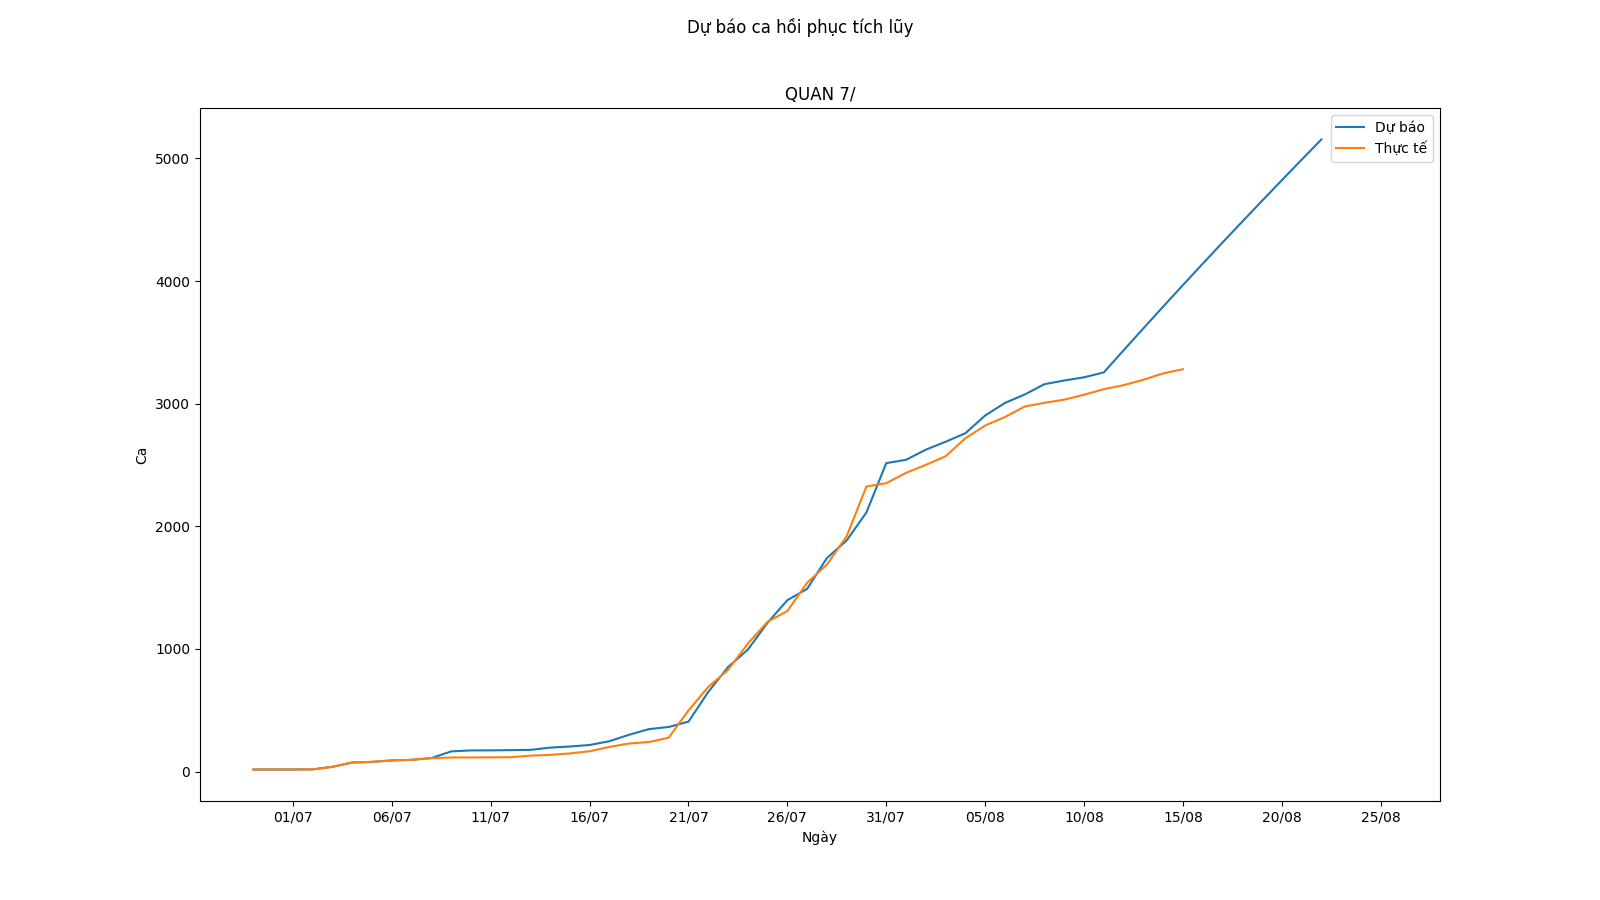 Dự báo ca hồi phục tích lũy
QUAN 7/
Dự báo
Thực tế
5000
4000
3000
2000
1000
0
Ca
01/07 06/07 11/07 16/07 21/07 26/07 31/07 05/08 10/08 15/08 20/08 25/08
Ngày